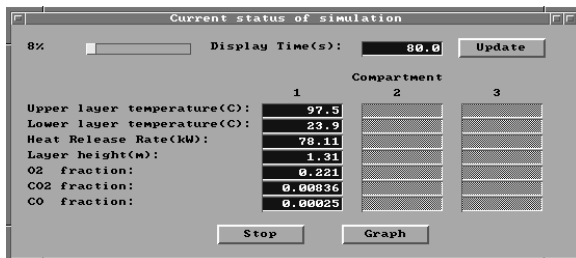 Current status of simulation
8% Display Time(s): 80.0 Update
Compartment
1 2 3
Upper layer temperature(C): 97.5
Lower layer temperature(C): 23.9
Heat Release Rate(kW): 78.11
Layer height(m): 1.31
O2 fraction: 0.221
CO2 fraction: 0.00836
CO fraction: 0.00025
Stop Graph